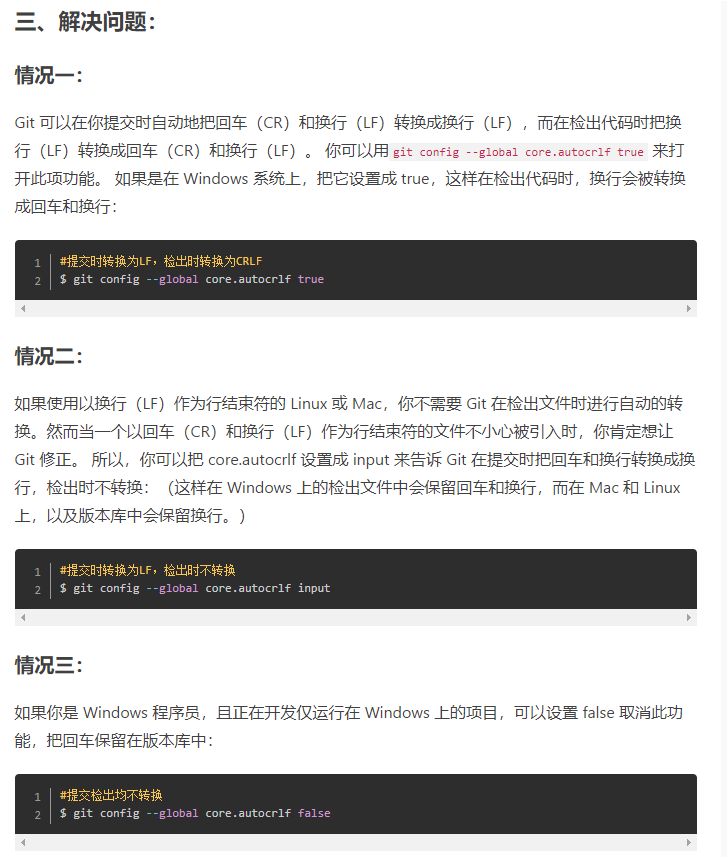 三、解决问题：
情况一：
Git 可以在你提交时自动地把回车（CR）和换行（LF）转换成换行（LF），而在检出代码时把换
行（LF）转换成回车（CR）和换行（LF）。 你可以用 git config --global core.autocrlf true 来打
开此项功能。 如果是在 Windows 系统上，把它设置成 true，这样在检出代码时，换行会被转换
成回车和换行：
1 #提交时转换为LF，检出时转换为CRLF
2 $ git config --global core.autocrlf true
情况二：
如果使用以换行（LF）作为行结束符的 Linux 或 Mac，你不需要 Git 在检出文件时进行自动的转
换。然而当一个以回车（CR）和换行（LF）作为行结束符的文件不小心被引入时，你肯定想让
Git 修正。 所以，你可以把 core.autocrlf 设置成 input 来告诉 Git 在提交时把回车和换行转换成换
行，检出时不转换：（这样在 Windows 上的检出文件中会保留回车和换行，而在 Mac 和 Linux
上，以及版本库中会保留换行。）
1 #提交时转换为LF，检出时不转换
2 $ git config --global core.autocrlf input
情况三：
如果你是 Windows 程序员，且正在开发仅运行在 Windows 上的项目，可以设置 false 取消此功
能，把回车保留在版本库中：
1 #提交检出均不转换
2 $ git config --global core.autocrlf false